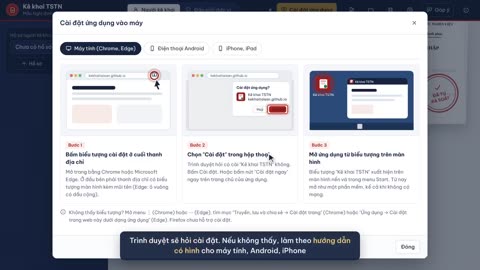 Kê khai TSTN
Góp ý
Cài đặt ứng dụng vào máy
Máy tính (Chrome, Edge)
Điện thoại Android
iPhone, iPad
Bước 1
Bấm biểu tượng cài đặt ở cuối thanh địa chỉ
Mở trang bằng Chrome hoặc Microsoft Edge. Ở đầu bên phải thanh địa chỉ có biểu tượng màn hình kèm mũi tên (Edge: ô vuông có dấu cộng).
Cài đặt ứng dụng?
Kê khai TSTN
Bước 2
Chọn "Cài đặt" trong hộp thoại
Trình duyệt hỏi có cài "Kê khai TSTN" không. Bấm Cài đặt. Hoặc bấm nút "Cài đặt ngay" ngay trên trang chủ của ứng dụng.
Kê khai TSTN
Bước 3
Mở ứng dụng từ biểu tượng trên màn hình
Biểu tượng "Kê khai TSTN" xuất hiện trên màn hình nền và trong menu Start. Từ nay mở như một phần mềm, kể cả khi không có mạng.
Không thấy biểu tượng? Mở menu ⋮ (Chrome) hoặc ⋯ (Edge), tìm mục "Truyền, lưu và chia sẻ → Cài đặt trang" (Chrome) hoặc "Ứng dụng → Cài đặt trang web này dưới dạng ứng dụng" (Edge). Firefox chưa hỗ trợ cài đặt.
Trình duyệt sẽ hỏi cài đặt. Nếu không thấy, làm theo hướng dẫn
có hình cho máy tính, Android, iPhone
Đóng